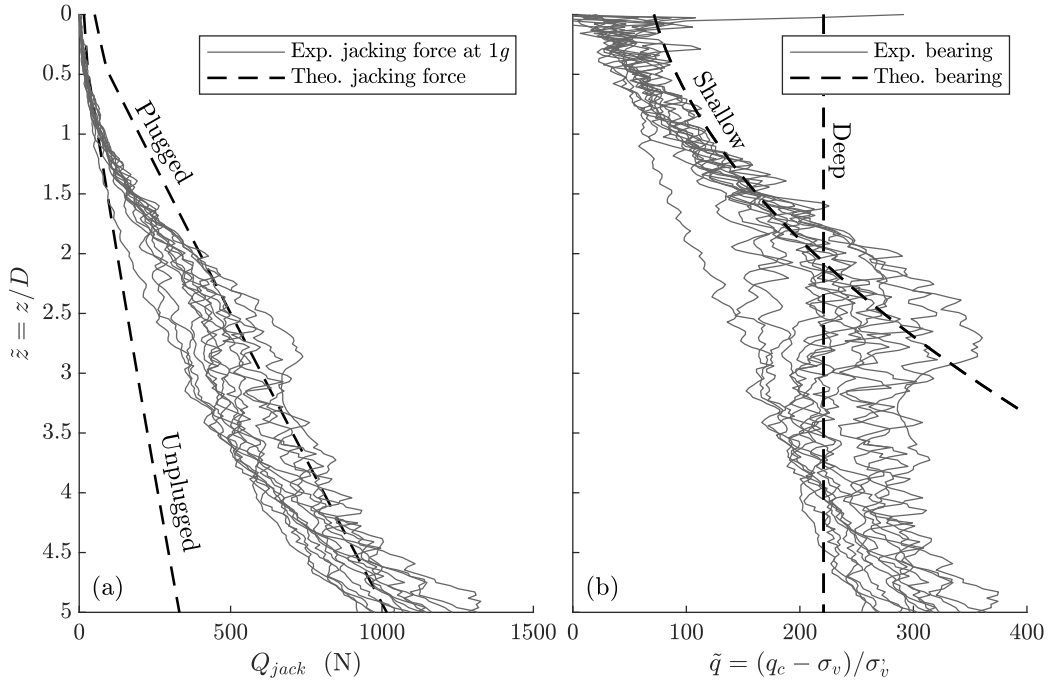 Exp. jacking force at 1g
Theo. jacking force
Plugged
Unplugged
(a)
0
0.5
1
1.5
2
2.5
3
3.5
4
4.5
5
z̃ = z/D
0 500 1000 1500
Q_jack (N)
Exp. bearing
Theo. bearing
Shallow
Deep
(b)
0 100 200 300 400
q̃ = (q_c − σ_v)/σ_v'